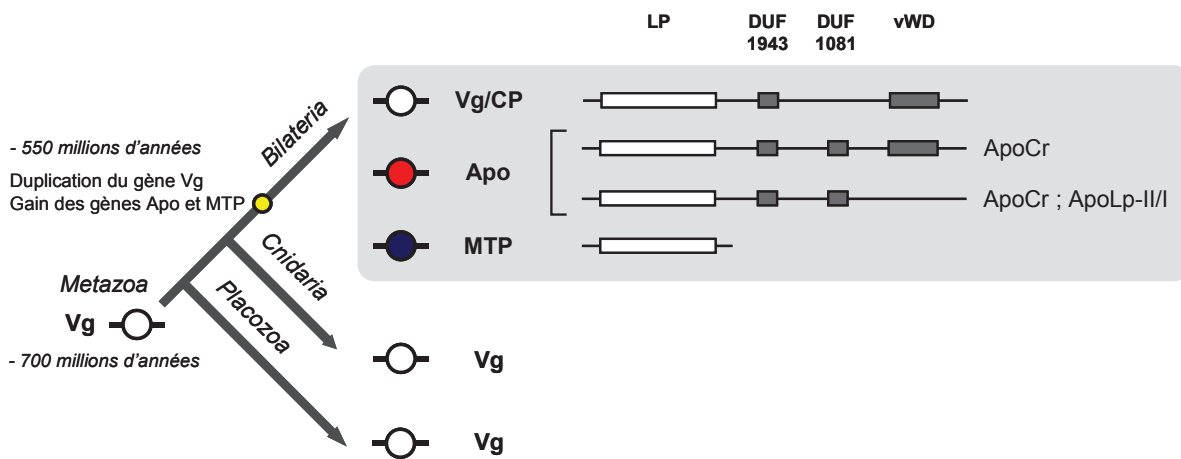 LP
DUF
1943
DUF
1081
vWD
Vg/CP
- 550 millions d'années
Bilateria
Duplication du gène Vg
Gain des gènes Apo et MTP
Apo
ApoCr
ApoCr ; ApoLp-II/I
MTP
Cnidaria
Metazoa
Placozoa
Vg
- 700 millions d'années
Vg
Vg